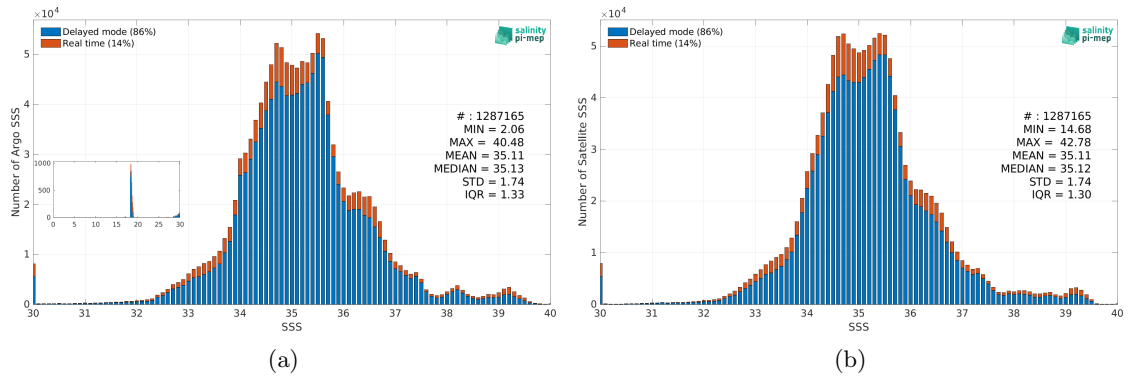 ×10⁴
Delayed mode (86%)
Real time (14%)
salinity
pi-mep
5
4
3
2
1
0
Number of Argo SSS
# : 1287165
MIN = 2.06
MAX = 40.48
MEAN = 35.11
MEDIAN = 35.13
STD = 1.74
IQR = 1.33
1000
500
0
0 5 10 15 20 25 30
30 31 32 33 34 35 36 37 38 39 40
SSS
(a)
×10⁴
Delayed mode (86%)
Real time (14%)
salinity
pi-mep
5
4
3
2
1
0
Number of Satellite SSS
# : 1287165
MIN = 14.68
MAX = 42.78
MEAN = 35.11
MEDIAN = 35.12
STD = 1.74
IQR = 1.30
30 31 32 33 34 35 36 37 38 39 40
SSS
(b)